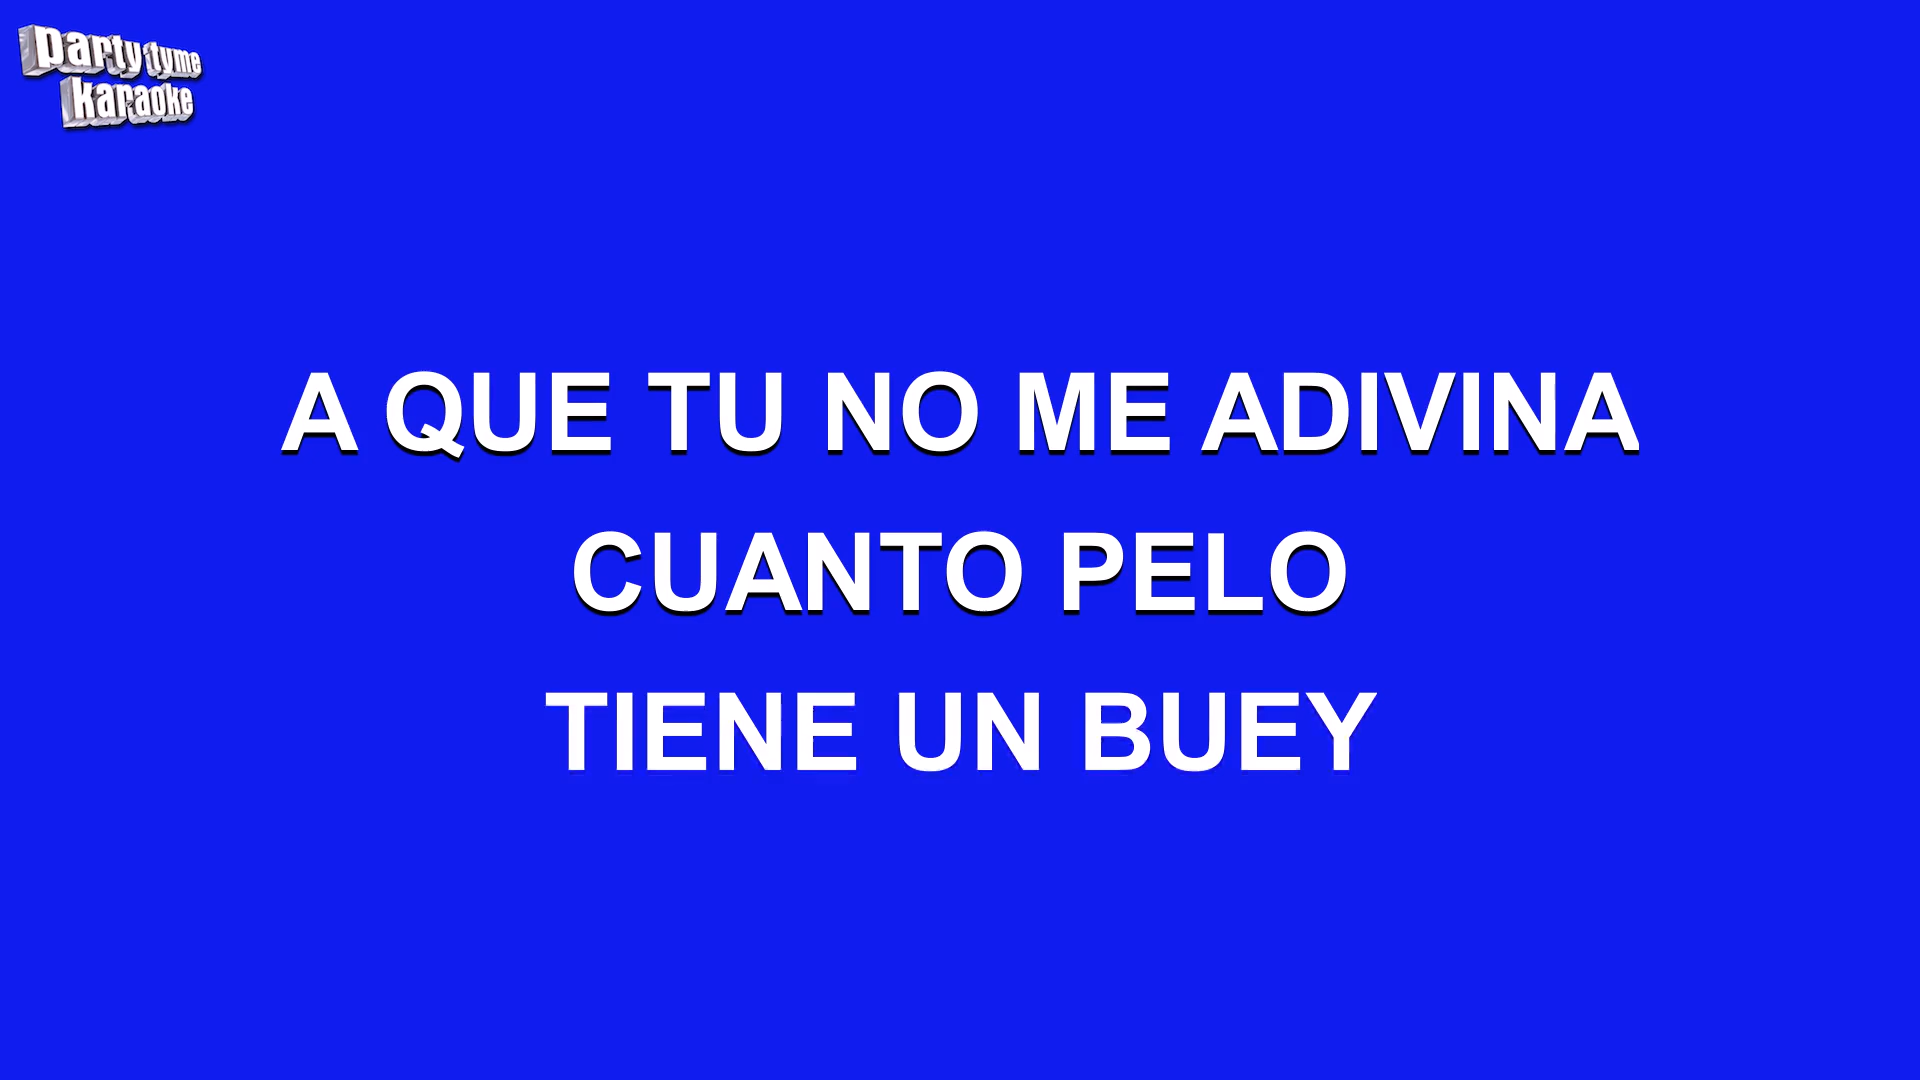 party tyme
karaoke
A QUE TU NO ME ADIVINA
CUANTO PELO
TIENE UN BUEY